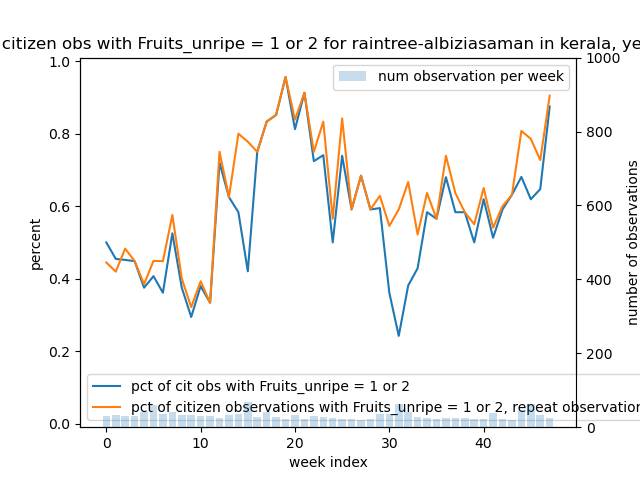 citizen obs with Fruits_unripe = 1 or 2 for raintree-albiziasaman in kerala, ye
num observation per week
1.0
0.8
0.6
0.4
0.2
0.0
percent
1000
800
600
400
200
0
number of observations
pct of cit obs with Fruits_unripe = 1 or 2
pct of citizen observations with Fruits_unripe = 1 or 2, repeat observation
0 10 20 30 40
week index